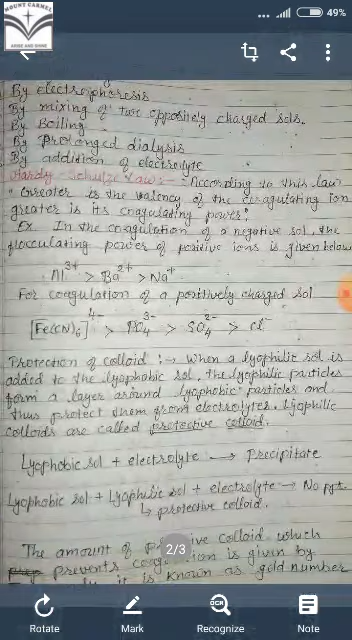 MOUNT CARMEL
ARISE AND SHINE
49%
By electrophoresis
By mixing of two oppositely charged sols.
By Boiling
By Prolonged dialysis
By addition of electrolyte
Hardy Schulze Law :- According to this law
"Greater is the valency of the coagulating ion
greater is its coagulating power."
Ex. In the coagulation of a negative sol, the
flocculating power of positive ions is given below
Al³⁺ > Ba²⁺ > Na⁺
For coagulation of a positively charged sol
[Fe(CN)₆]⁴⁻ > PO₄³⁻ > SO₄²⁻ > Cl⁻
Protection of colloid :→ When a lyophilic sol is
added to the lyophobic sol, the lyophilic particles
form a layer around lyophobic particles and
thus protect them from electrolytes. Lyophilic
colloids are called protective colloid.
Lyophobic sol + electrolyte → Precipitate
Lyophobic sol + Lyophilic sol + electrolyte → No ppt
↳ protective colloid.
The amount of colloid which
prevents is given by
it is known as gold number
2/3
Rotate Mark Recognize Note
OCR